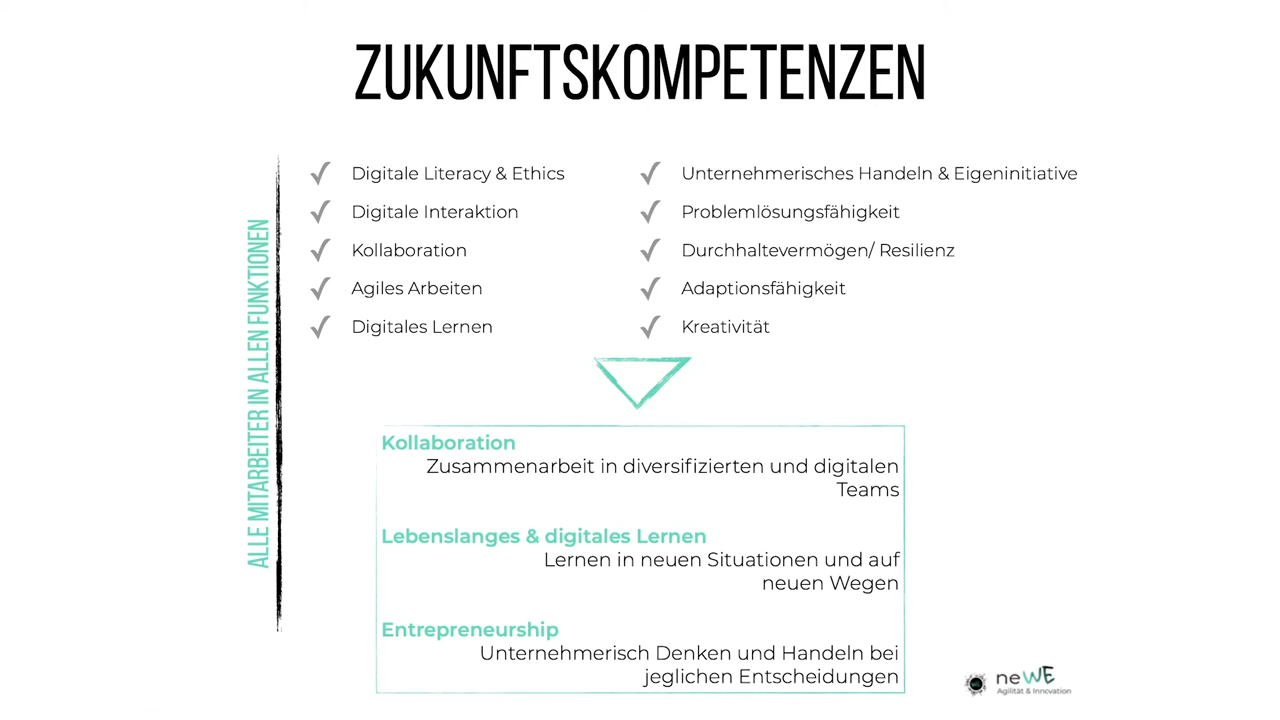 ZUKUNFTSKOMPETENZEN
ALLE MITARBEITER IN ALLEN FUNKTIONEN
Digitale Literacy & Ethics
Digitale Interaktion
Kollaboration
Agiles Arbeiten
Digitales Lernen
Unternehmerisches Handeln & Eigeninitiative
Problemlösungsfähigkeit
Durchhaltevermögen/ Resilienz
Adaptionsfähigkeit
Kreativität
Kollaboration
Zusammenarbeit in diversifizierten und digitalen
Teams
Lebenslanges & digitales Lernen
Lernen in neuen Situationen und auf
neuen Wegen
Entrepreneurship
Unternehmerisch Denken und Handeln bei
jeglichen Entscheidungen
neWE
Agilität & Innovation